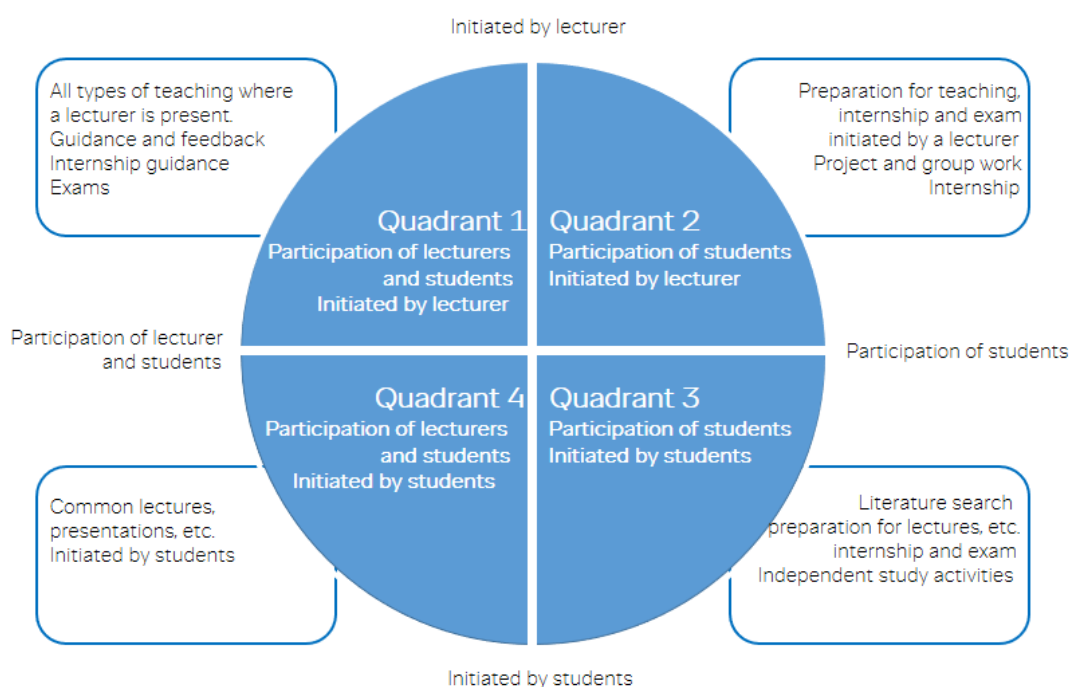 Initiated by lecturer
All types of teaching where
a lecturer is present.
Guidance and feedback
Internship guidance
Exams
Preparation for teaching,
internship and exam
initiated by a lecturer
Project and group work
Internship
Quadrant 1
Participation of lecturers
and students
Initiated by lecturer
Quadrant 2
Participation of students
Initiated by lecturer
Participation of lecturer
and students
Participation of students
Quadrant 4
Participation of lecturers
and students
Initiated by students
Quadrant 3
Participation of students
Initiated by students
Common lectures,
presentations, etc.
Initiated by students
Literature search
preparation for lectures, etc.
internship and exam
Independent study activities
Initiated by students